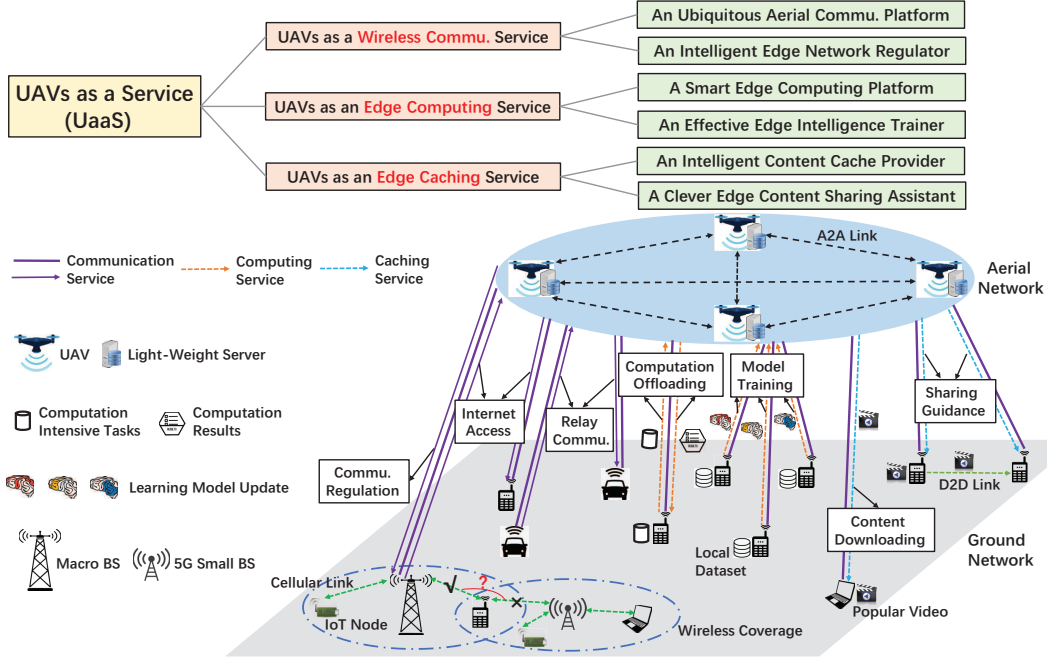 An Ubiquitous Aerial Commu. Platform
UAVs as a Wireless Commu. Service
An Intelligent Edge Network Regulator
UAVs as a Service
(UaaS)
A Smart Edge Computing Platform
UAVs as an Edge Computing Service
An Effective Edge Intelligence Trainer
An Intelligent Content Cache Provider
UAVs as an Edge Caching Service
A Clever Edge Content Sharing Assistant
A2A Link
Communication
Service
Computing
Service
Caching
Service
Aerial
Network
UAV
Light-Weight Server
Computation
Offloading
Model
Training
Sharing
Guidance
Computation
Intensive Tasks
Computation
Results
Internet
Access
Relay
Commu.
Commu.
Regulation
Learning Model Update
D2D Link
Content
Downloading
Ground
Network
Local
Dataset
Macro BS
5G Small BS
Cellular Link
√
?
×
IoT Node
Wireless Coverage
Popular Video